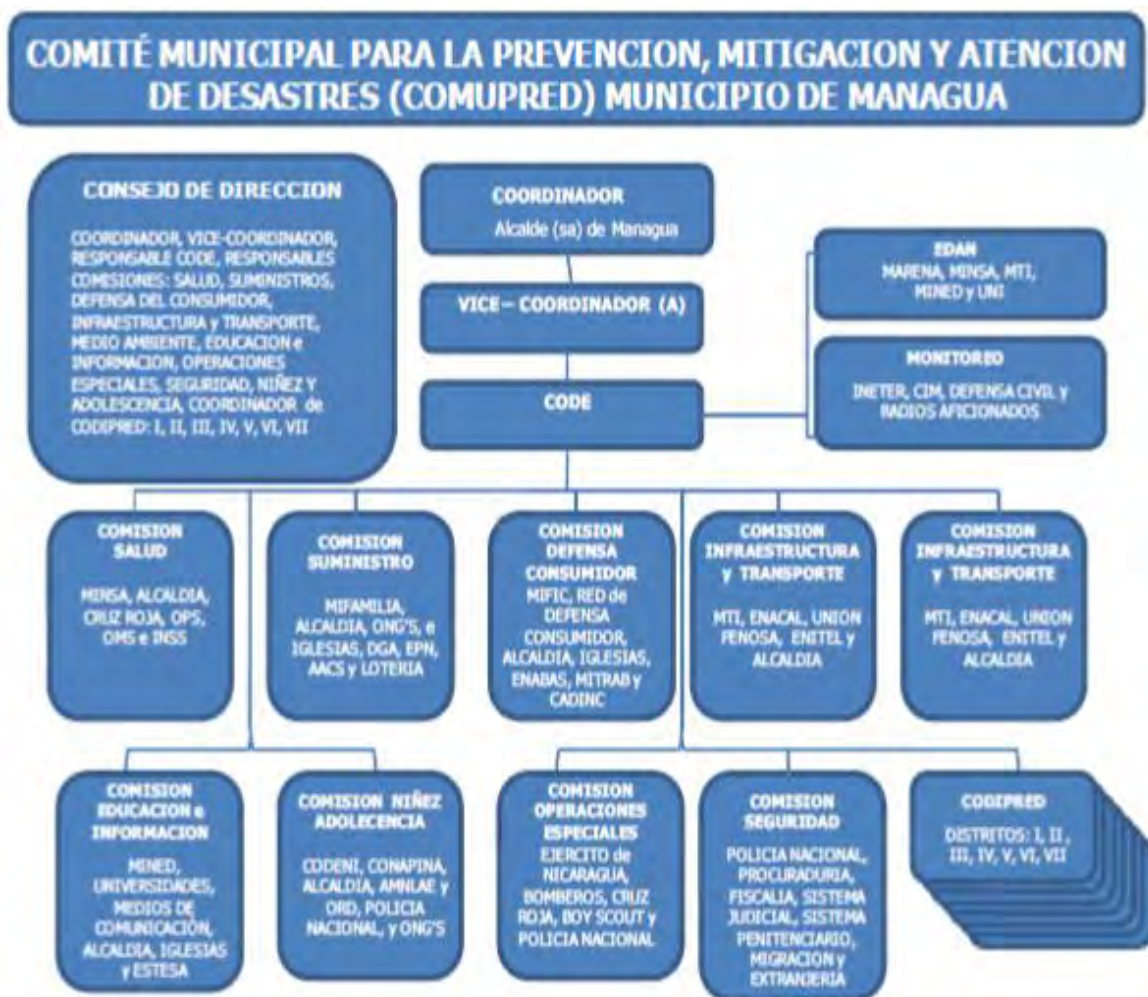 COMITÉ MUNICIPAL PARA LA PREVENCION, MITIGACION Y ATENCION
DE DESASTRES (COMUPRED) MUNICIPIO DE MANAGUA
CONSEJO DE DIRECCION
COORDINADOR, VICE-COORDINADOR,
RESPONSABLE CODE, RESPONSABLES
COMISIONES: SALUD, SUMINISTROS,
DEFENSA DEL CONSUMIDOR,
INFRAESTRUCTURA y TRANSPORTE,
MEDIO AMBIENTE, EDUCACION e
INFORMACION, OPERACIONES
ESPECIALES, SEGURIDAD, NIÑEZ Y
ADOLESCENCIA, COORDINADOR de
CODIPRED: I, II, III, IV, V, VI, VII
COORDINADOR
Alcalde (sa) de Managua
VICE– COORDINADOR (A)
CODE
EDAN
MARENA, MINSA, MTI,
MINED y UNI
MONITOREO
INETER, CIM, DEFENSA CIVIL y
RADIOS AFICIONADOS
COMISION
SALUD
MINSA, ALCALDIA,
CRUZ ROJA, OPS,
OMS e INSS
COMISION
SUMINISTRO
MIFAMILIA,
ALCALDIA, ONG'S, e
IGLESIAS, DGA, EPN,
AACS y LOTERIA
COMISION
DEFENSA
CONSUMIDOR
MIFIC, RED de
DEFENSA
CONSUMIDOR,
ALCALDIA, IGLESIAS,
ENABAS, MITRAB y
CADINC
COMISION
INFRAESTRUCTURA
y TRANSPORTE
MTI, ENACAL, UNION
FENOSA, ENITEL y
ALCALDIA
COMISION
INFRAESTRUCTURA
y TRANSPORTE
MTI, ENACAL, UNION
FENOSA, ENITEL y
ALCALDIA
COMISION
EDUCACION e
INFORMACION
MINED,
UNIVERSIDADES,
MEDIOS DE
COMUNICACIÓN,
ALCALDIA, IGLESIAS
y ESTESA
COMISION NIÑEZ
ADOLECENCIA
CODENI, CONAPINA,
ALCALDIA, AMNLAE y
ORD, POLICIA
NACIONAL, y ONG'S
COMISION
OPERACIONES
ESPECIALES
EJERCITO de
NICARAGUA,
BOMBEROS, CRUZ
ROJA, BOY SCOUT y
POLICIA NACIONAL
COMISION
SEGURIDAD
POLICIA NACIONAL,
PROCURADURIA,
FISCALIA, SISTEMA
JUDICIAL, SISTEMA
PENITENCIARIO,
MIGRACION y
EXTRANJERIA
CODIPRED
DISTRITOS: I, II ,
III, IV, V, VI, VII